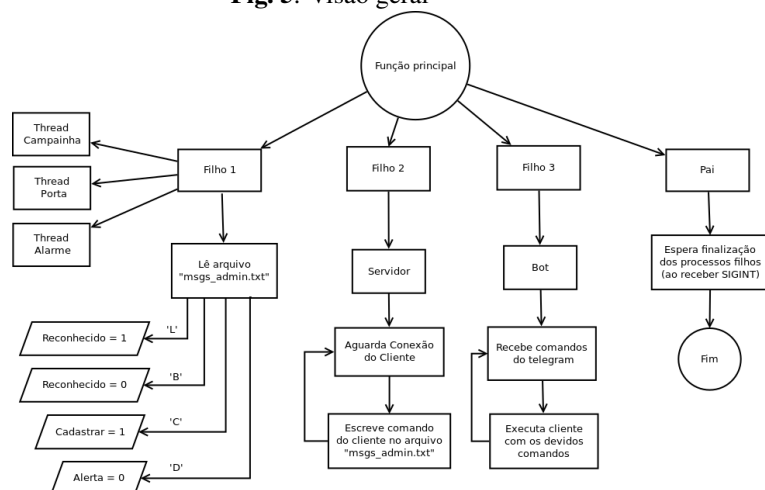 Fig. 3. Visão geral
Função principal
Thread
Campainha
Thread
Porta
Thread
Alarme
Filho 1
Filho 2
Filho 3
Pai
Lê arquivo
"msgs_admin.txt"
Servidor
Bot
Espera finalização
dos processos filhos
(ao receber SIGINT)
Reconhecido = 1
'L'
Reconhecido = 0
'B'
Cadastrar = 1
'C'
Alerta = 0
'D'
Aguarda Conexão
do Cliente
Escreve comando
do cliente no arquivo
"msgs_admin.txt"
Recebe comandos
do telegram
Executa cliente
com os devidos
comandos
Fim